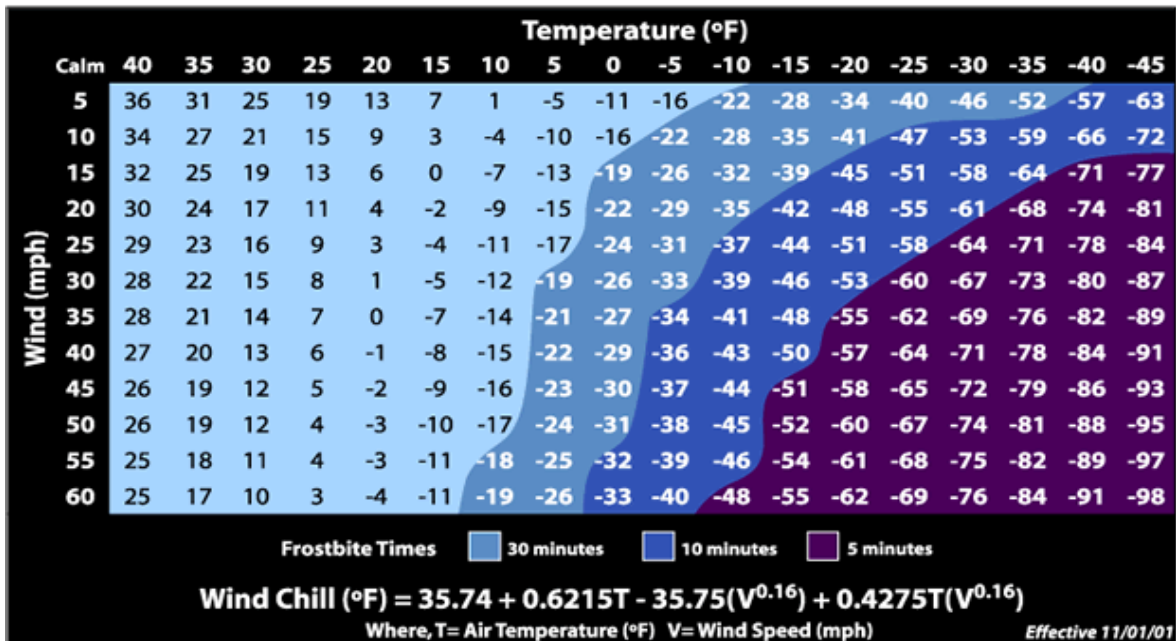 Temperature (ºF)
Calm 40 35 30 25 20 15 10 5 0 -5 -10 -15 -20 -25 -30 -35 -40 -45
5 36 31 25 19 13 7 1 -5 -11 -16 -22 -28 -34 -40 -46 -52 -57 -63
10 34 27 21 15 9 3 -4 -10 -16 -22 -28 -35 -41 -47 -53 -59 -66 -72
15 32 25 19 13 6 0 -7 -13 -19 -26 -32 -39 -45 -51 -58 -64 -71 -77
20 30 24 17 11 4 -2 -9 -15 -22 -29 -35 -42 -48 -55 -61 -68 -74 -81
25 29 23 16 9 3 -4 -11 -17 -24 -31 -37 -44 -51 -58 -64 -71 -78 -84
30 28 22 15 8 1 -5 -12 -19 -26 -33 -39 -46 -53 -60 -67 -73 -80 -87
35 28 21 14 7 0 -7 -14 -21 -27 -34 -41 -48 -55 -62 -69 -76 -82 -89
40 27 20 13 6 -1 -8 -15 -22 -29 -36 -43 -50 -57 -64 -71 -78 -84 -91
45 26 19 12 5 -2 -9 -16 -23 -30 -37 -44 -51 -58 -65 -72 -79 -86 -93
50 26 19 12 4 -3 -10 -17 -24 -31 -38 -45 -52 -60 -67 -74 -81 -88 -95
55 25 18 11 4 -3 -11 -18 -25 -32 -39 -46 -54 -61 -68 -75 -82 -89 -97
60 25 17 10 3 -4 -11 -19 -26 -33 -40 -48 -55 -62 -69 -76 -84 -91 -98
Wind (mph)
Frostbite Times 30 minutes 10 minutes 5 minutes
Wind Chill (ºF) = 35.74 + 0.6215T - 35.75(V^0.16) + 0.4275T(V^0.16)
Where, T= Air Temperature (ºF) V= Wind Speed (mph) Effective 11/01/01